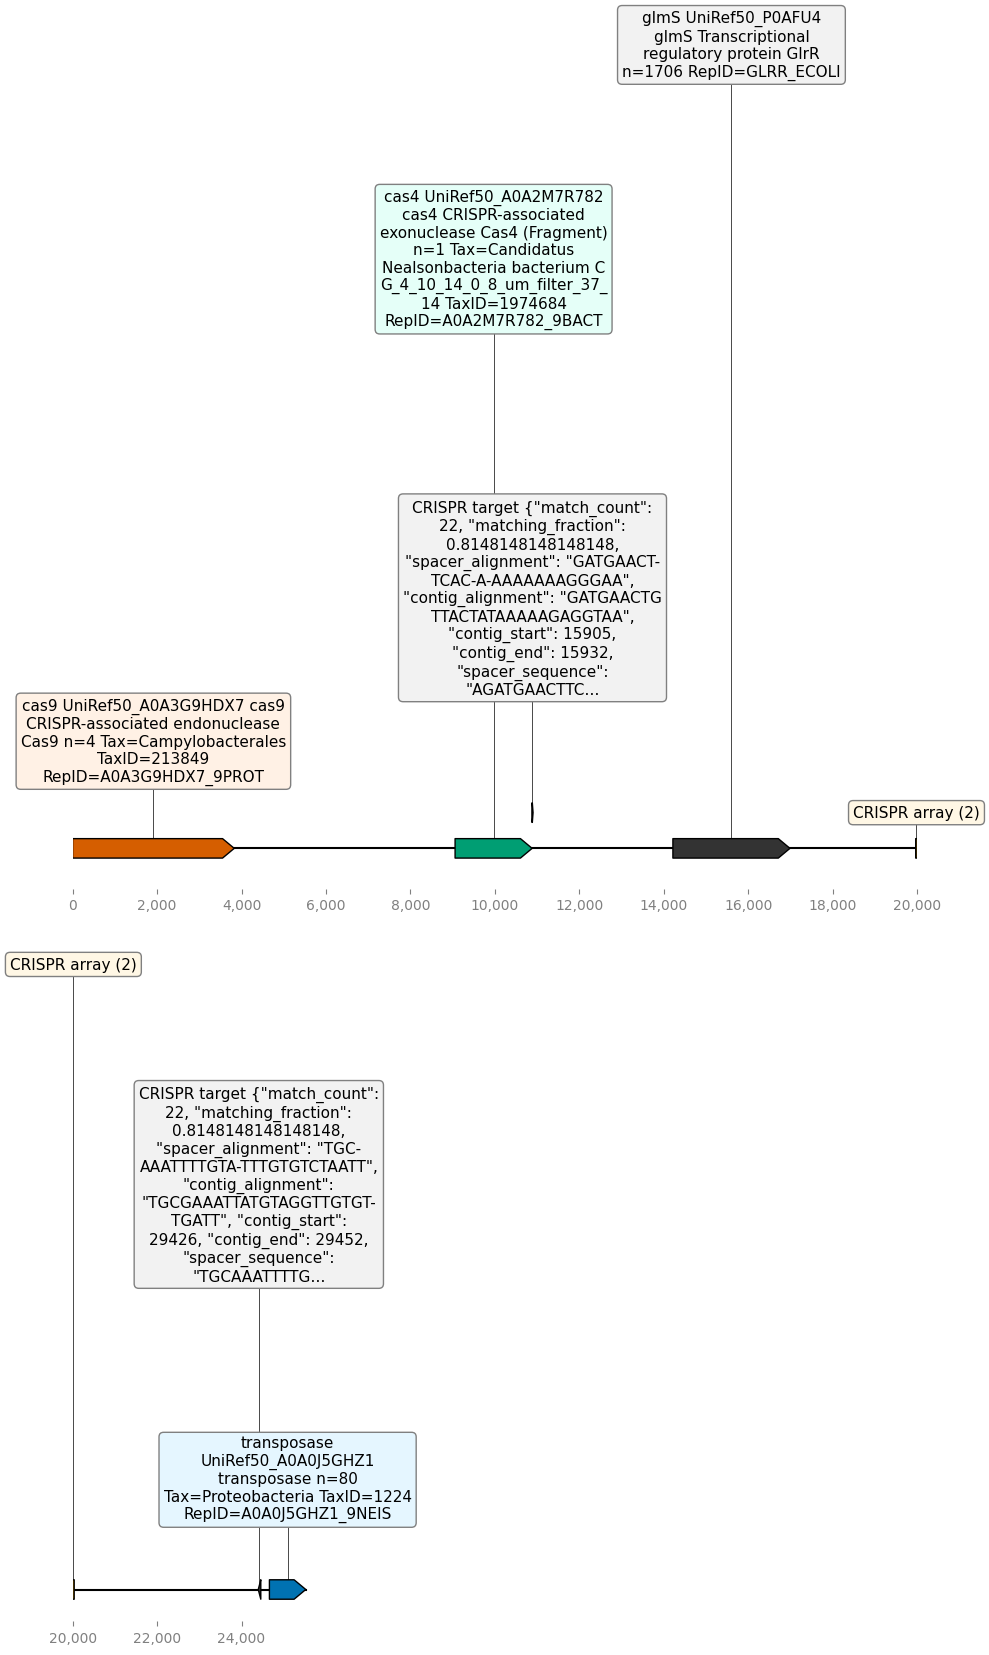 glmS UniRef50_P0AFU4
glmS Transcriptional
regulatory protein GlrR
n=1706 RepID=GLRR_ECOLI
cas4 UniRef50_A0A2M7R782
cas4 CRISPR-associated
exonuclease Cas4 (Fragment)
n=1 Tax=Candidatus
Nealsonbacteria bacterium C
G_4_10_14_0_8_um_filter_37_
14 TaxID=1974684
RepID=A0A2M7R782_9BACT
CRISPR target {"match_count":
22, "matching_fraction":
0.8148148148148148,
"spacer_alignment": "GATGAACT-
TCAC-A-AAAAAAAGGGAA",
"contig_alignment": "GATGAACTG
TTACTATAAAAAGAGGTAA",
"contig_start": 15905,
"contig_end": 15932,
"spacer_sequence":
"AGATGAACTTC...
cas9 UniRef50_A0A3G9HDX7 cas9
CRISPR-associated endonuclease
Cas9 n=4 Tax=Campylobacterales
TaxID=213849
RepID=A0A3G9HDX7_9PROT
CRISPR array (2)
0 2,000 4,000 6,000 8,000 10,000 12,000 14,000 16,000 18,000 20,000
CRISPR array (2)
CRISPR target {"match_count":
22, "matching_fraction":
0.8148148148148148,
"spacer_alignment": "TGC-
AAATTTTGTA-TTTGTGTCTAATT",
"contig_alignment":
"TGCGAAATTATGTAGGTTGTGT-
TGATT", "contig_start":
29426, "contig_end": 29452,
"spacer_sequence":
"TGCAAATTTTG...
transposase
UniRef50_A0A0J5GHZ1
transposase n=80
Tax=Proteobacteria TaxID=1224
RepID=A0A0J5GHZ1_9NEIS
20,000 22,000 24,000